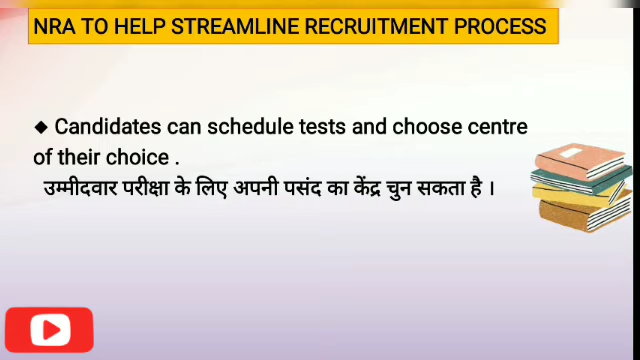 NRA TO HELP STREAMLINE RECRUITMENT PROCESS
◆ Candidates can schedule tests and choose centre
of their choice .
उम्मीदवार परीक्षा के लिए अपनी पसंद का केंद्र चुन सकता है ।